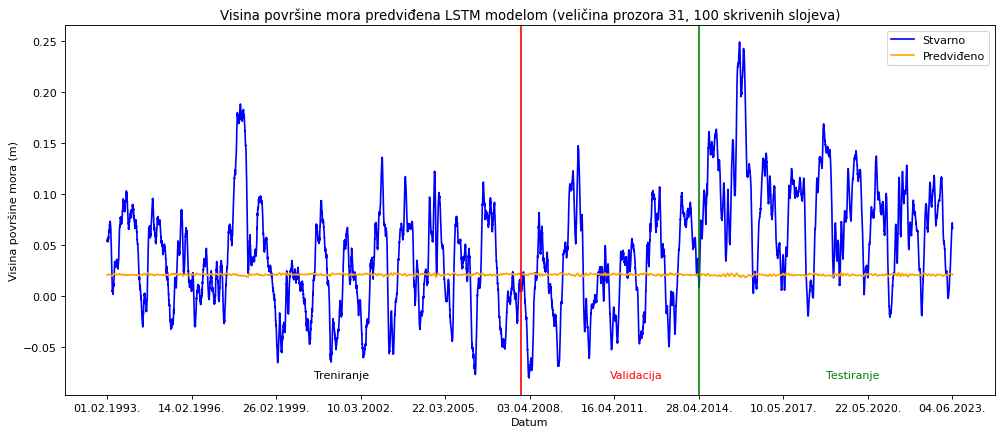 Visina površine mora predviđena LSTM modelom (veličina prozora 31, 100 skrivenih slojeva)
Stvarno
Predviđeno
Visina površine mora (m)
0.25
0.20
0.15
0.10
0.05
0.00
−0.05
Treniranje
Validacija
Testiranje
01.02.1993.
14.02.1996.
26.02.1999.
10.03.2002.
22.03.2005.
03.04.2008.
16.04.2011.
28.04.2014.
10.05.2017.
22.05.2020.
04.06.2023.
Datum